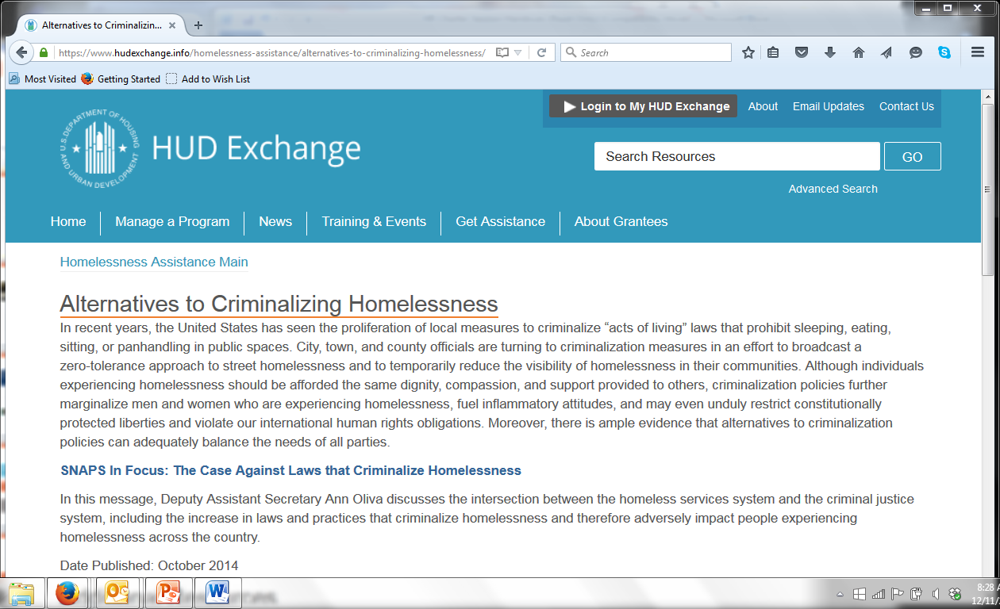 Alternatives to Criminalizin...
https://www.hudexchange.info/homelessness-assistance/alternatives-to-criminalizing-homelessness/
Search
Most Visited
Getting Started
Add to Wish List
U.S. DEPARTMENT OF HOUSING AND URBAN DEVELOPMENT
HUD Exchange
Login to My HUD Exchange
About
Email Updates
Contact Us
Search Resources
GO
Advanced Search
Home
Manage a Program
News
Training & Events
Get Assistance
About Grantees
Homelessness Assistance Main
Alternatives to Criminalizing Homelessness
In recent years, the United States has seen the proliferation of local measures to criminalize “acts of living” laws that prohibit sleeping, eating,
sitting, or panhandling in public spaces. City, town, and county officials are turning to criminalization measures in an effort to broadcast a
zero-tolerance approach to street homelessness and to temporarily reduce the visibility of homelessness in their communities. Although individuals
experiencing homelessness should be afforded the same dignity, compassion, and support provided to others, criminalization policies further
marginalize men and women who are experiencing homelessness, fuel inflammatory attitudes, and may even unduly restrict constitutionally
protected liberties and violate our international human rights obligations. Moreover, there is ample evidence that alternatives to criminalization
policies can adequately balance the needs of all parties.
SNAPS In Focus: The Case Against Laws that Criminalize Homelessness
In this message, Deputy Assistant Secretary Ann Oliva discusses the intersection between the homeless services system and the criminal justice
system, including the increase in laws and practices that criminalize homelessness and therefore adversely impact people experiencing
homelessness across the country.
Date Published: October 2014
8:28 A
12/11/